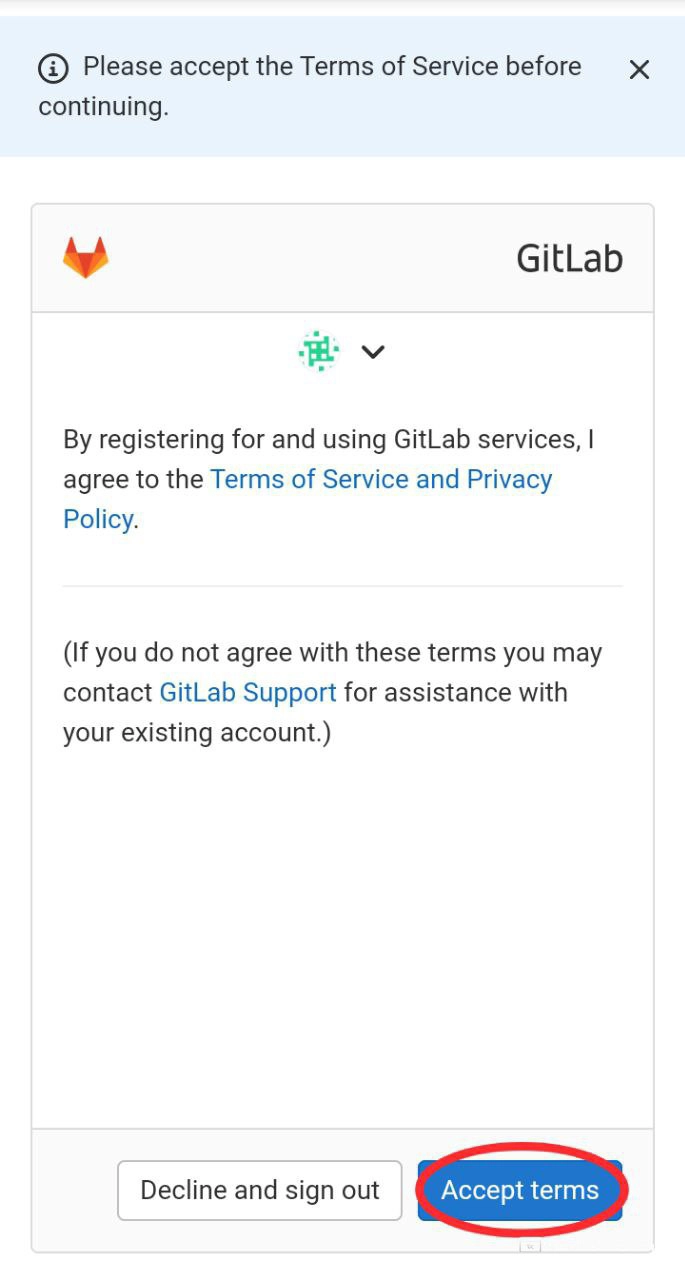 Please accept the Terms of Service before
continuing.
GitLab
By registering for and using GitLab services, I
agree to the Terms of Service and Privacy
Policy.
(If you do not agree with these terms you may
contact GitLab Support for assistance with
your existing account.)
Decline and sign out
Accept terms